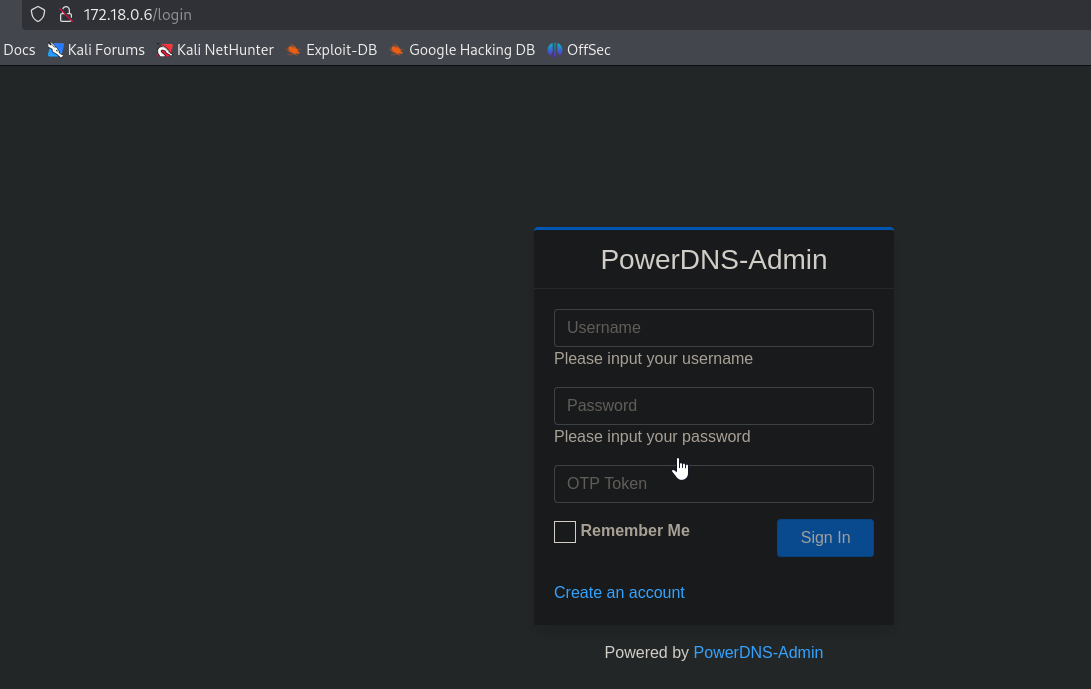 172.18.0.6/login
Docs Kali Forums Kali NetHunter Exploit-DB Google Hacking DB OffSec
PowerDNS-Admin
Username
Please input your username
Password
Please input your password
OTP Token
Remember Me Sign In
Create an account
Powered by PowerDNS-Admin